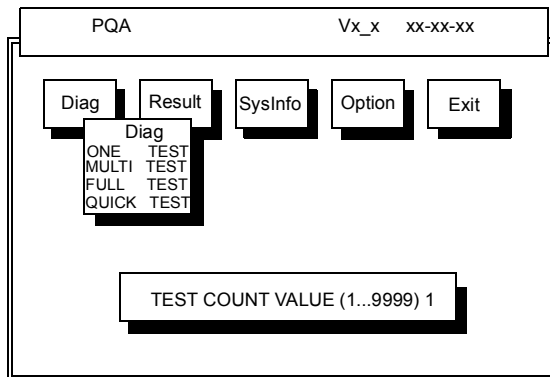 PQA Vx_x xx-xx-xx
Diag Result SysInfo Option Exit
Diag
ONE TEST
MULTI TEST
FULL TEST
QUICK TEST
TEST COUNT VALUE (1...9999) 1